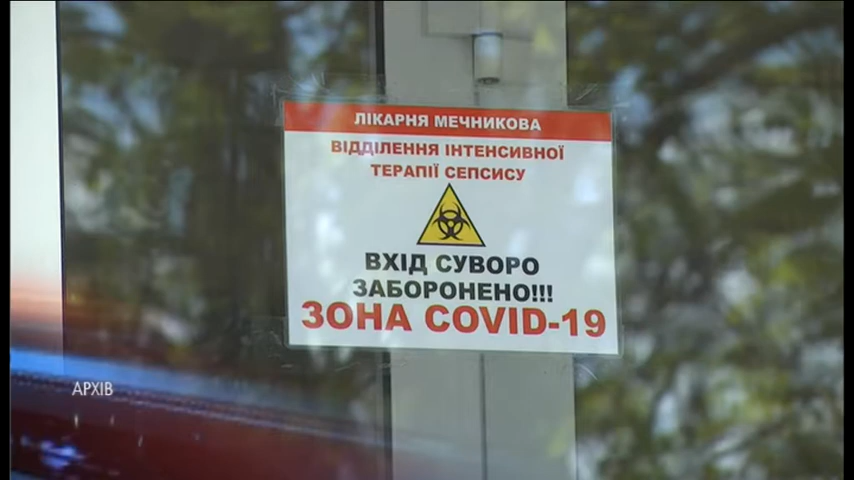 ЛІКАРНЯ МЕЧНИКОВА
ВІДДІЛЕННЯ ІНТЕНСИВНОЇ
ТЕРАПІЇ СЕПСИСУ
ВХІД СУВОРО
ЗАБОРОНЕНО!!!
ЗОНА COVID-19
АРХІВ